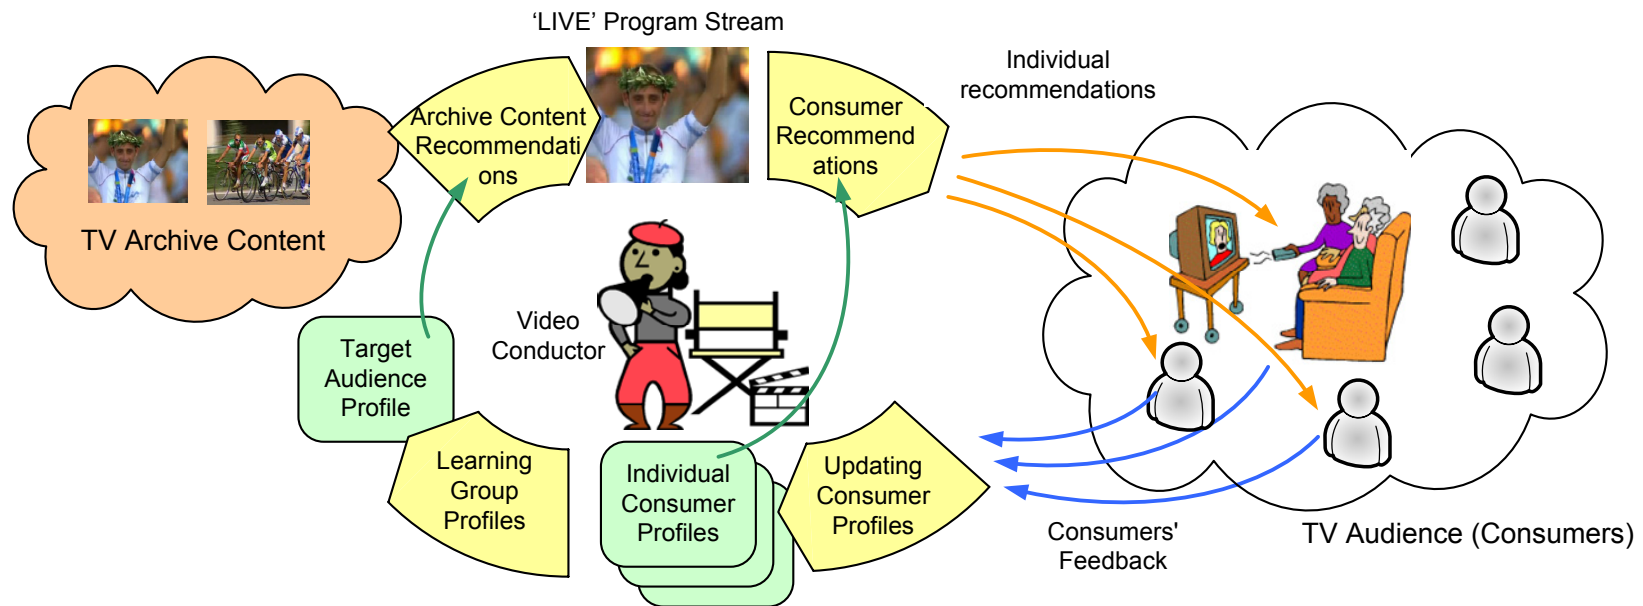 ‘LIVE’ Program Stream
Archive Content
Recommendati
ons
Consumer
Recommend
ations
Individual
recommendations
TV Archive Content
Video
Conductor
Target
Audience
Profile
Learning
Group
Profiles
Individual
Consumer
Profiles
Updating
Consumer
Profiles
Consumers'
Feedback
TV Audience (Consumers)